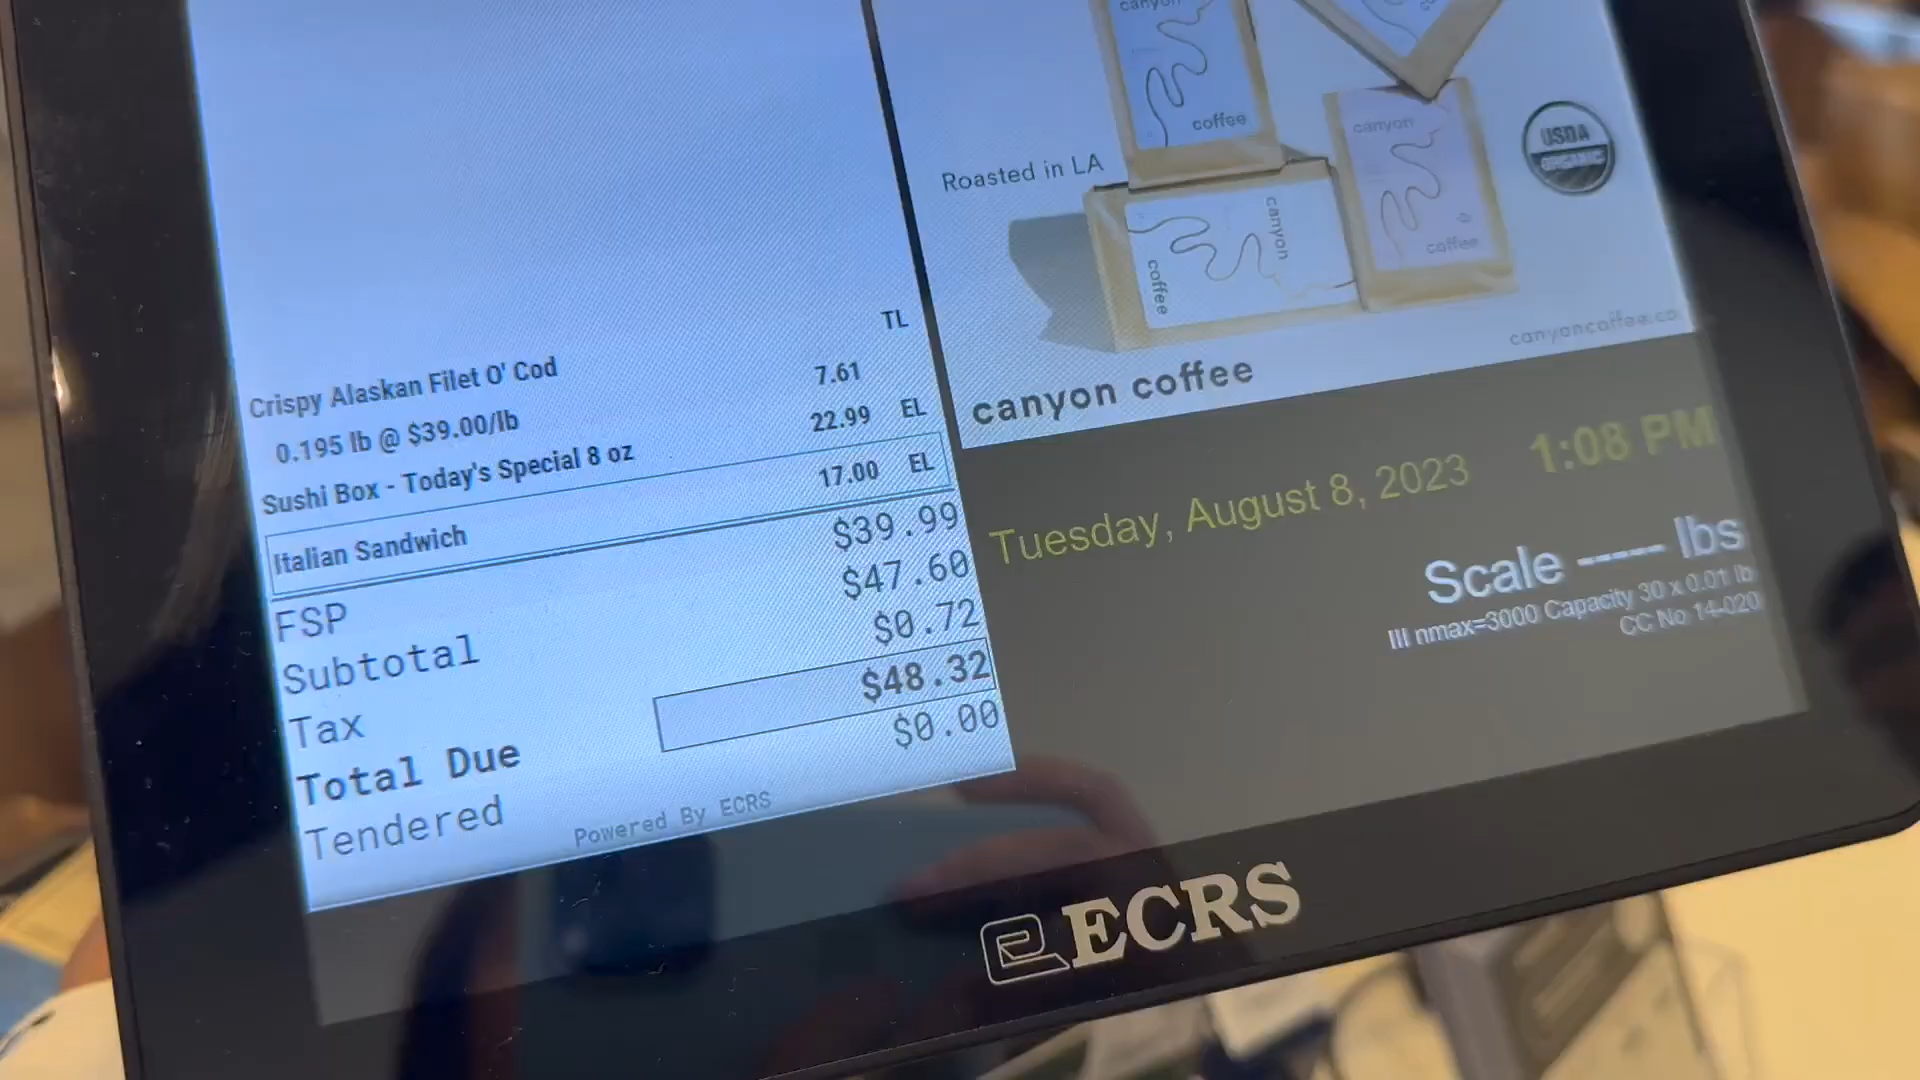 TL
Crispy Alaskan Filet O' Cod 7.61
0.195 lb @ $39.00/lb
Sushi Box - Today's Special 8 oz 22.99 EL
Italian Sandwich 17.00 EL
FSP $39.99
Subtotal $47.60
Tax $0.72
Total Due $48.32
Tendered $0.00
Powered By ECRS
canyon
coffee
canyon
coffee
canyon
coffee
Roasted in LA
USDA
ORGANIC
canyoncoffee.co
canyon coffee
Tuesday, August 8, 2023 1:08 PM
Scale ----- lbs
III nmax=3000 Capacity 30 x 0.01 lb
CC No 14-020
ECRS